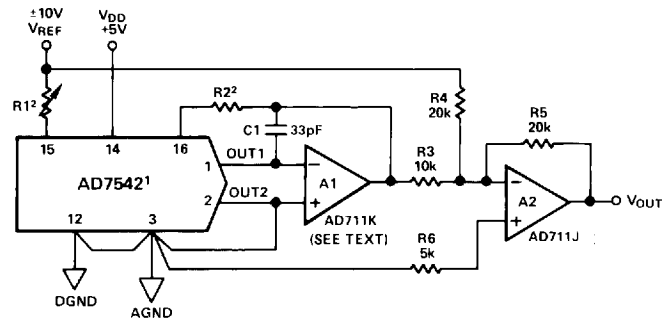 ±10V
VREF
VDD
+5V
R1²
R2²
C1
33pF
R4
20k
R5
20k
15
14
16
AD7542¹
1
OUT1
2
OUT2
12
3
−
+
A1
AD711K
(SEE TEXT)
R3
10k
−
+
A2
AD711J
VOUT
R6
5k
DGND
AGND